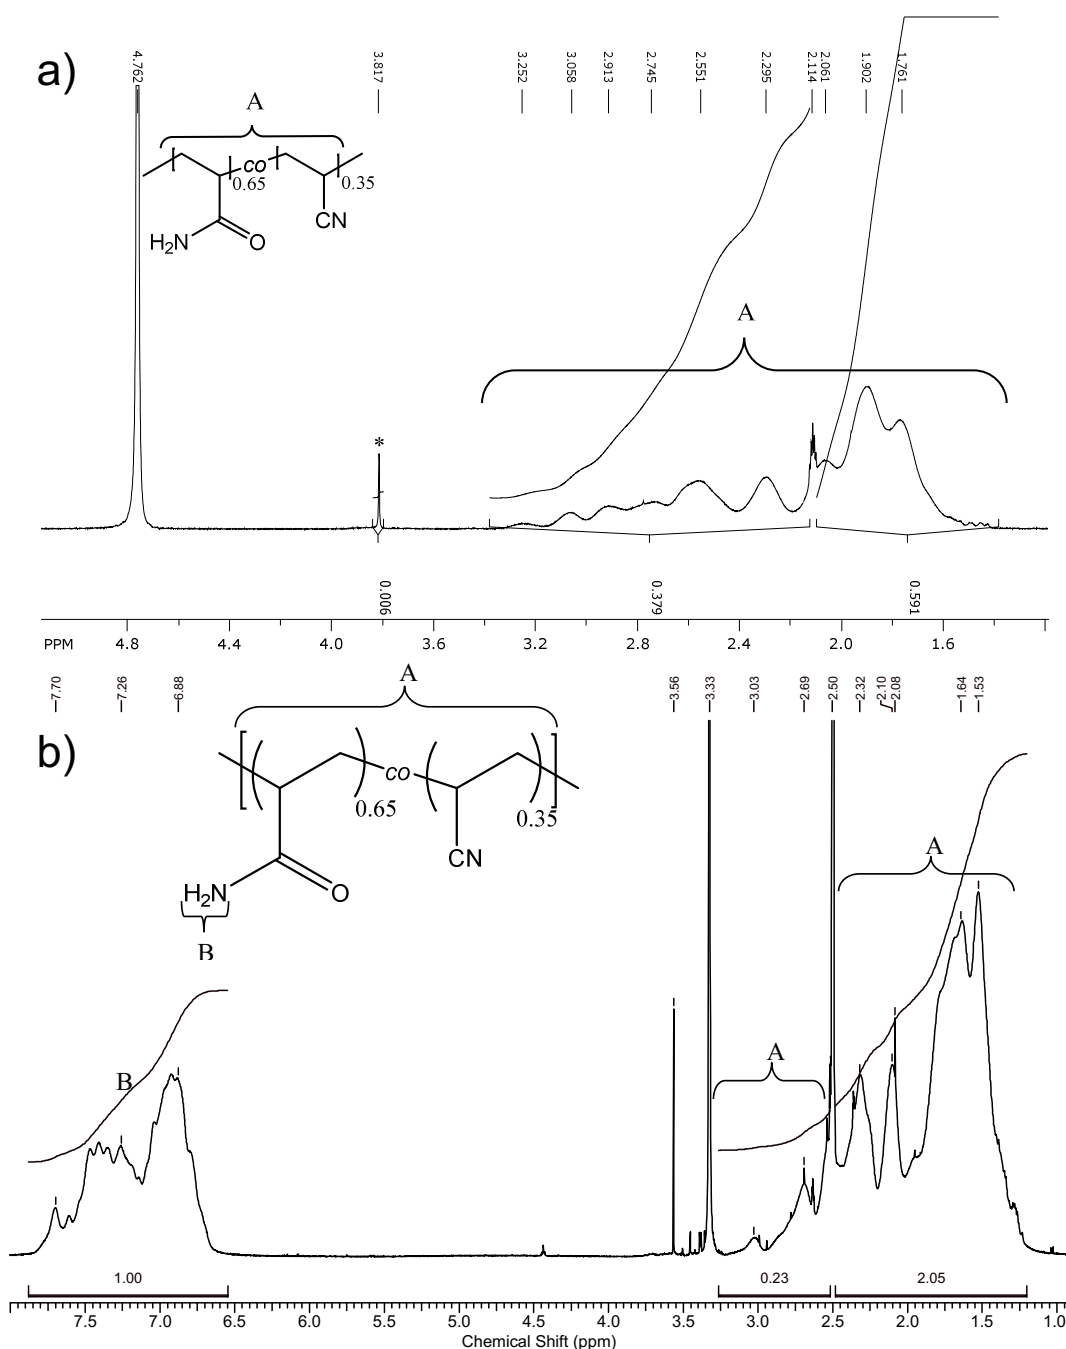 a)
4.762
3.817
3.252
3.058
2.913
2.745
2.551
2.295
2.114
2.061
1.902
1.761
A
co
0.65
0.35
H₂N
O
CN
A
*
0.006
0.379
0.591
PPM 4.8 4.4 4.0 3.6 3.2 2.8 2.4 2.0 1.6
b)
7.70
7.26
6.88
3.56
3.33
3.03
2.69
2.50
2.32
2.10
2.08
1.64
1.53
A
co
0.65
0.35
CN
H₂N
O
B
A
A
B
1.00
0.23
2.05
7.5 7.0 6.5 6.0 5.5 5.0 4.5 4.0 3.5 3.0 2.5 2.0 1.5 1.0
Chemical Shift (ppm)